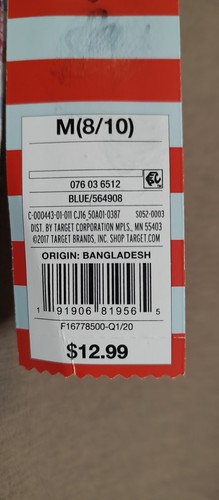 M(8/10)
076 03 6512
BLUE/564908
C-000443-01-011 CJ16_50A01-0387 S052-0003
DIST. BY TARGET CORPORATION MPLS., MN 55403
©2017 TARGET BRANDS, INC. SHOP TARGET.COM
ORIGIN: BANGLADESH
1 91906 81956 5
F16778500-Q1/20
$12.99